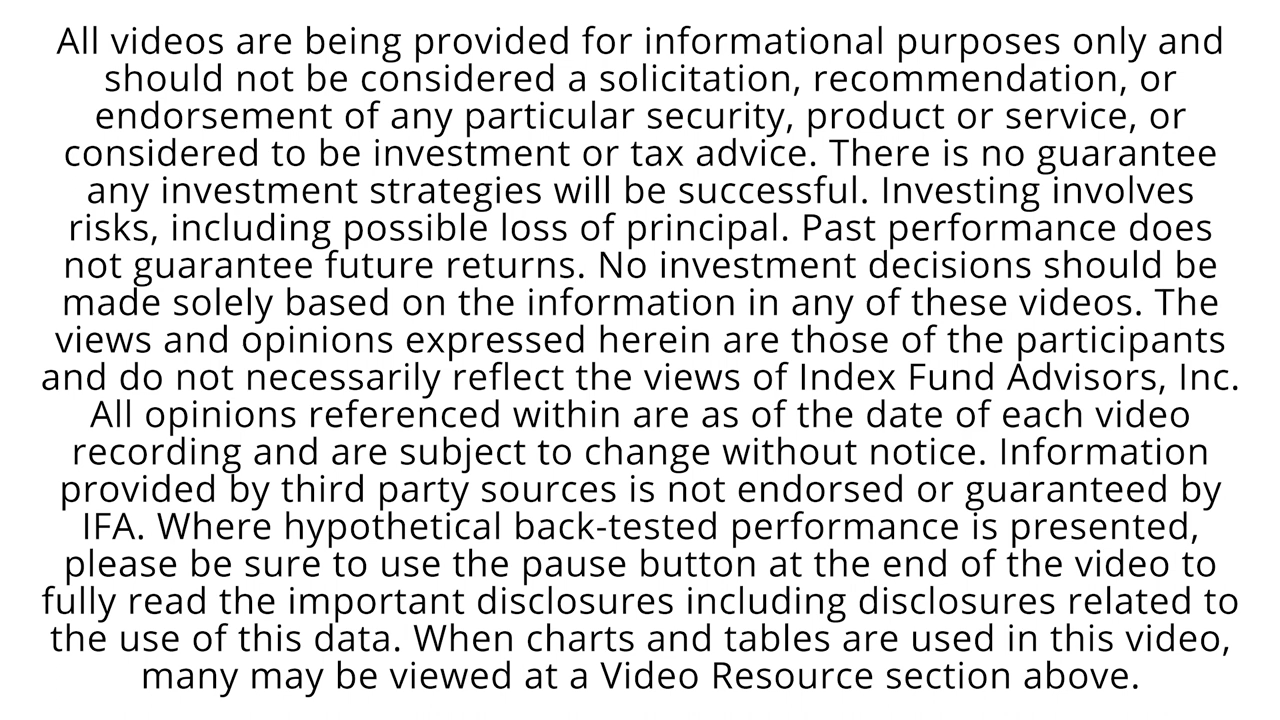 All videos are being provided for informational purposes only and
should not be considered a solicitation, recommendation, or
endorsement of any particular security, product or service, or
considered to be investment or tax advice. There is no guarantee
any investment strategies will be successful. Investing involves
risks, including possible loss of principal. Past performance does
not guarantee future returns. No investment decisions should be
made solely based on the information in any of these videos. The
views and opinions expressed herein are those of the participants
and do not necessarily reflect the views of Index Fund Advisors, Inc.
All opinions referenced within are as of the date of each video
recording and are subject to change without notice. Information
provided by third party sources is not endorsed or guaranteed by
IFA. Where hypothetical back-tested performance is presented,
please be sure to use the pause button at the end of the video to
fully read the important disclosures including disclosures related to
the use of this data. When charts and tables are used in this video,
many may be viewed at a Video Resource section above.